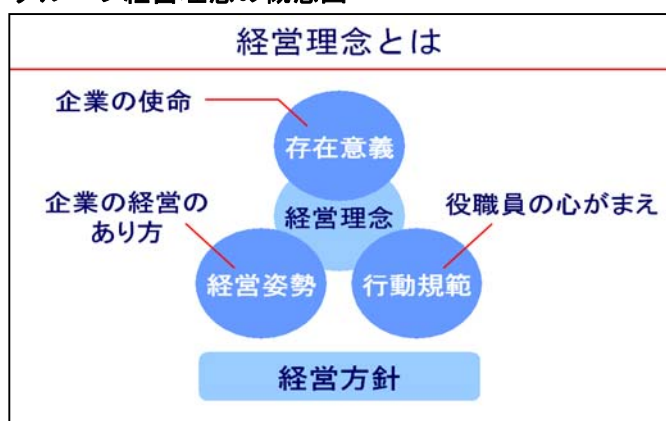 経営理念とは
企業の使命
存在意義
経営理念
企業の経営の
あり方
役職員の心がまえ
経営姿勢
行動規範
経営方針